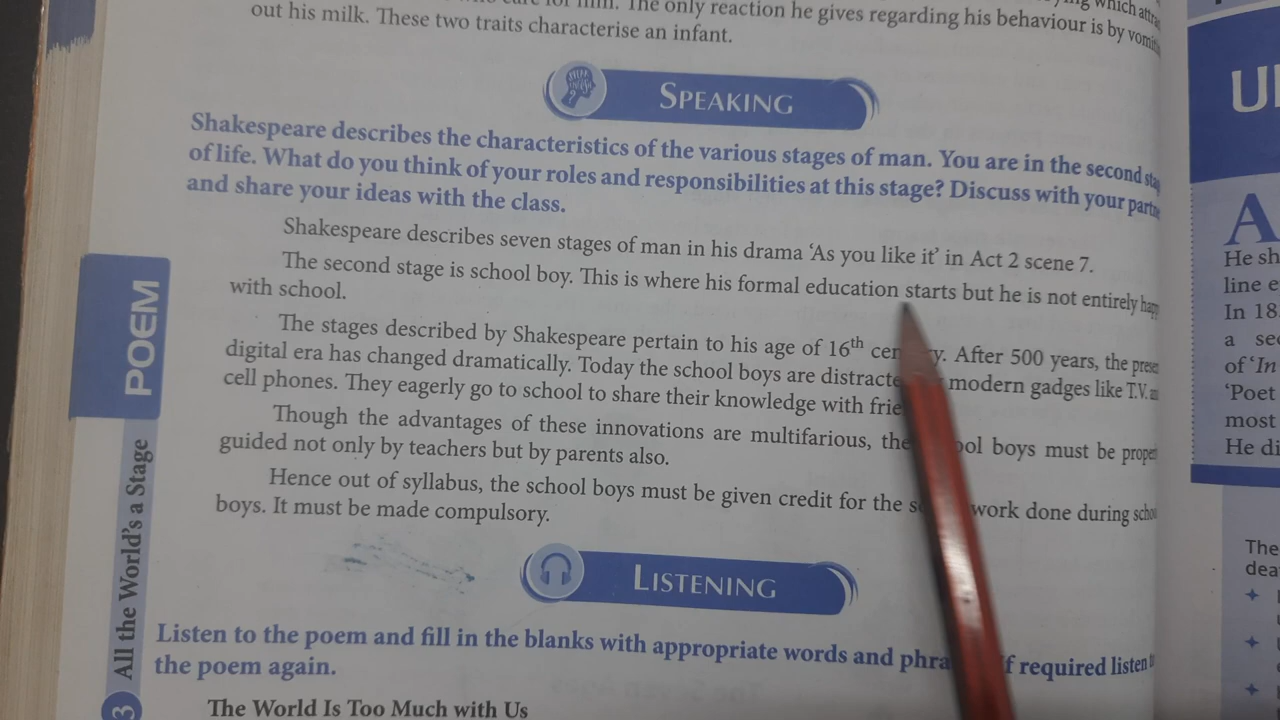 The only reaction he gives regarding his behaviour is by
out his milk. These two traits characterise an infant.
SPEAKING
Shakespeare describes the characteristics of the various stages of man. You are in the second
of life. What do you think of your roles and responsibilities at this stage? Discuss with your
and share your ideas with the class.
Shakespeare describes seven stages of man in his drama ‘As you like it’ in Act 2 scene 7.
The second stage is school boy. This is where his formal education starts but he is not entirely
with school.
The stages described by Shakespeare pertain to his age of 16th After 500 years, the
digital era has changed dramatically. Today the school boys are modern gadges like T.V.
cell phones. They eagerly go to school to share their knowledge with
Though the advantages of these innovations are multifarious, boys must be
guided not only by teachers but by parents also.
Hence out of syllabus, the school boys must be given credit for the work done during
boys. It must be made compulsory.
LISTENING
Listen to the poem and fill in the blanks with appropriate words and required listen
the poem again.
The World Is Too Much with Us
POEM
All the World's a Stage
3
A
He sh
line e
In 18
a
of ‘In
‘Poet
most
He di
The
dea